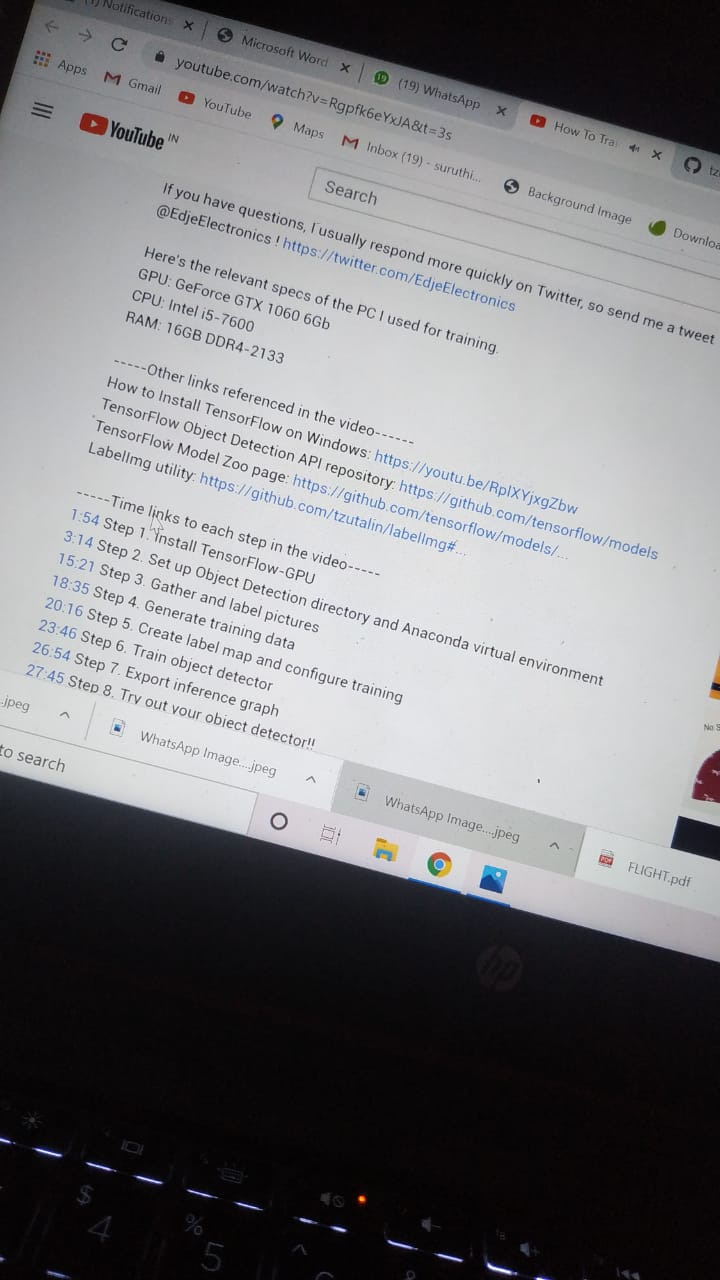 Notifications
Microsoft Word
(19) WhatsApp
How To Trai
youtube.com/watch?v=Rgpfk6eYxJA&t=3s
Apps
Gmail
YouTube
Maps
Inbox (19) - suruthi...
Background Image
Downloa
YouTube IN
Search
If you have questions, I usually respond more quickly on Twitter, so send me a tweet
@EdjeElectronics ! https://twitter.com/EdjeElectronics
Here's the relevant specs of the PC I used for training.
GPU: GeForce GTX 1060 6Gb
CPU: Intel i5-7600
RAM: 16GB DDR4-2133
-----Other links referenced in the video------
How to Install TensorFlow on Windows: https://youtu.be/RplXYjxgZbw
TensorFlow Object Detection API repository: https://github.com/tensorflow/models
TensorFlow Model Zoo page: https://github.com/tensorflow/models/...
LabelImg utility: https://github.com/tzutalin/labelImg#...
-----Time links to each step in the video-----
1:54 Step 1. Install TensorFlow-GPU
3:14 Step 2. Set up Object Detection directory and Anaconda virtual environment
15:21 Step 3. Gather and label pictures
18:35 Step 4. Generate training data
20:16 Step 5. Create label map and configure training
23:46 Step 6. Train object detector
26:54 Step 7. Export inference graph
27:45 Step 8. Try out your object detector!!
.jpeg
WhatsApp Image....jpeg
WhatsApp Image....jpeg
FLIGHT.pdf
to search
hp
$
4
%
5
^